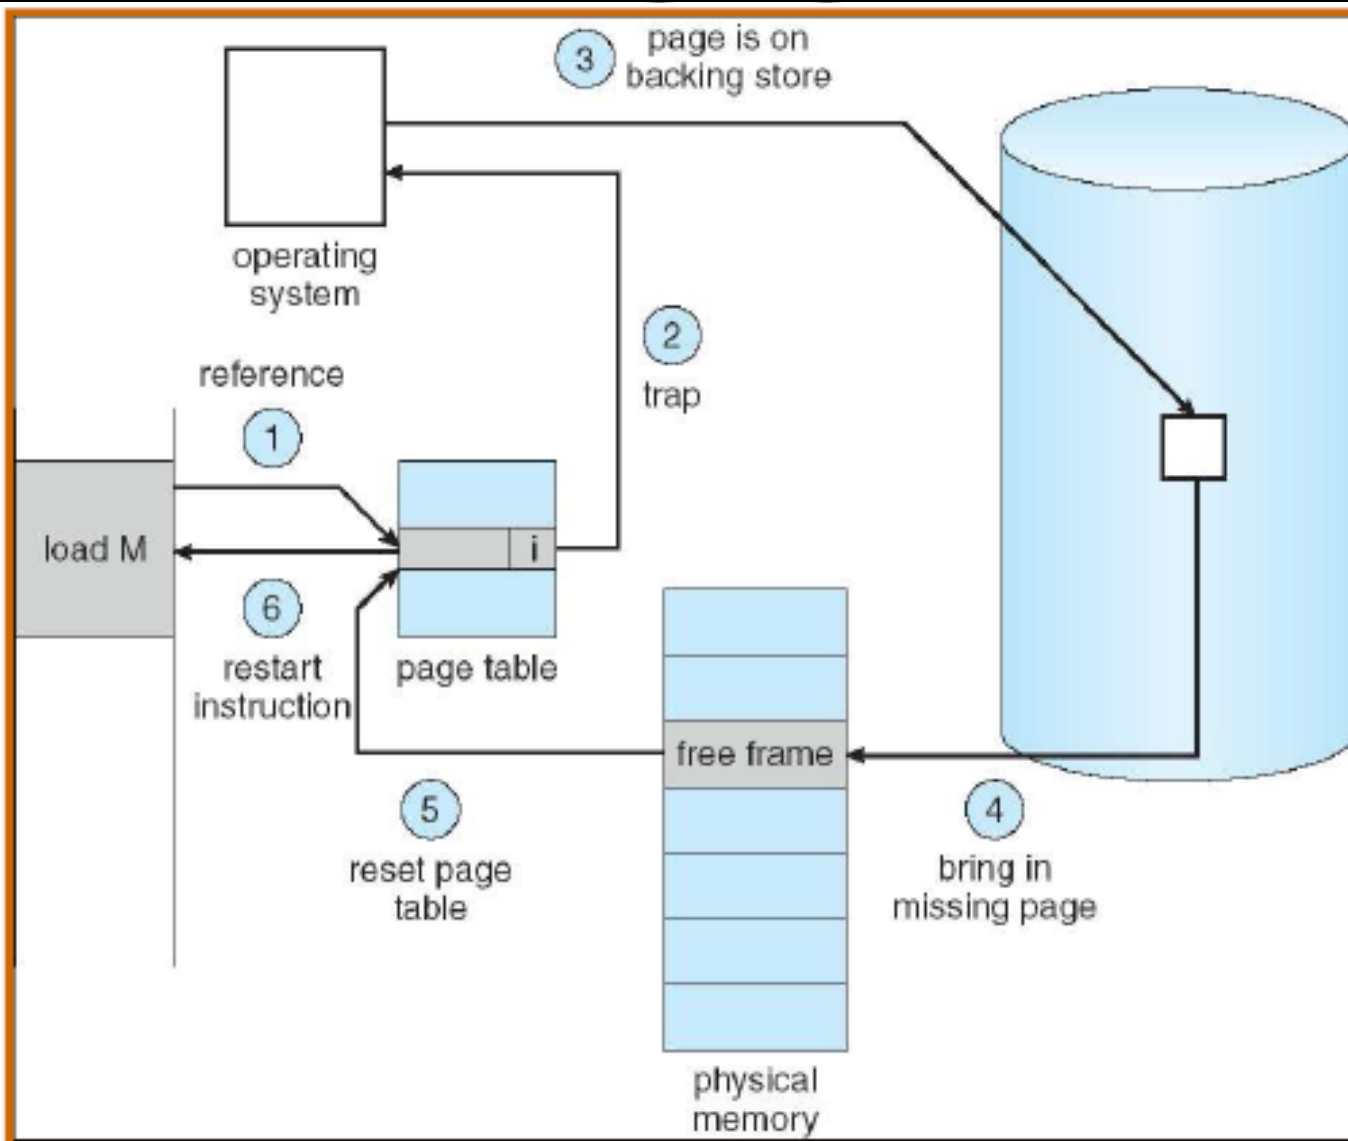 3
page is on
backing store
operating
system
2
trap
reference
1
load M
i
6
restart
instruction
page table
free frame
5
reset page
table
4
bring in
missing page
physical
memory